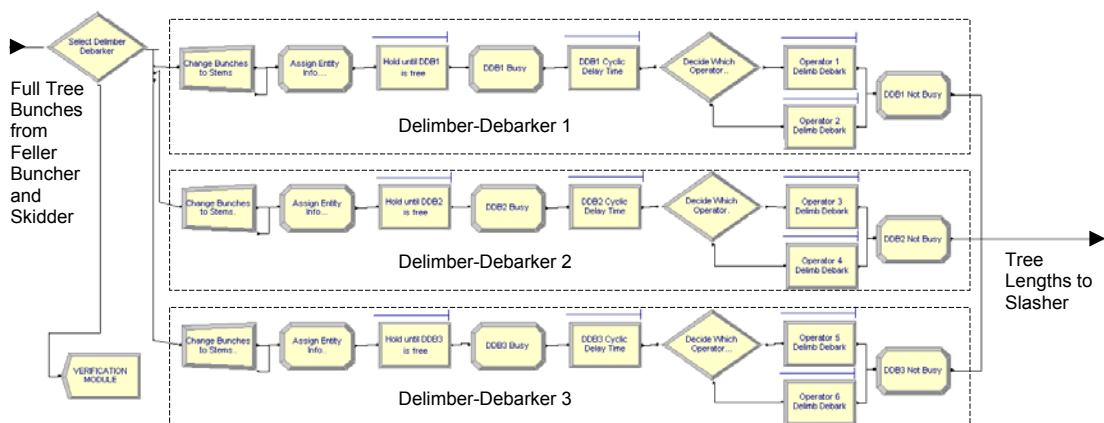 Select Delimber
Debarker
Full Tree
Bunches
from
Feller
Buncher
and
Skidder
VERIFICATION
MODULE
Change Bunches
to Stems
Assign Entity
Info....
Hold until DDB1
is tree
DDB1 Busy
DDB1 Cyclic
Delay Time
Decide Which
Operator...
Operator 1
Delimb Debark
Operator 2
Delimb Debark
DDB1 Not Busy
Delimber-Debarker 1
Change Bunches
to Stems.
Assign Entity
Info...
Hold until DDB2
is tree
DDB2 Busy
DDB2 Cyclic
Delay Time
Decide Which
Operator.
Operator 3
Delimb Debark
Operator 4
Delimb Debark
DDB2 Not Busy
Delimber-Debarker 2
Change Bunches
to Stems..
Assign Entity
Info..
Hold until DDB3
is tree
DDB3 Busy
DDB3 Cyclic
Delay Time
Decide Which
Operator...
Operator 5
Delimb Debark
Operator 6
Delimb Debark
DDB3 Not Busy
Delimber-Debarker 3
Tree
Lengths to
Slasher